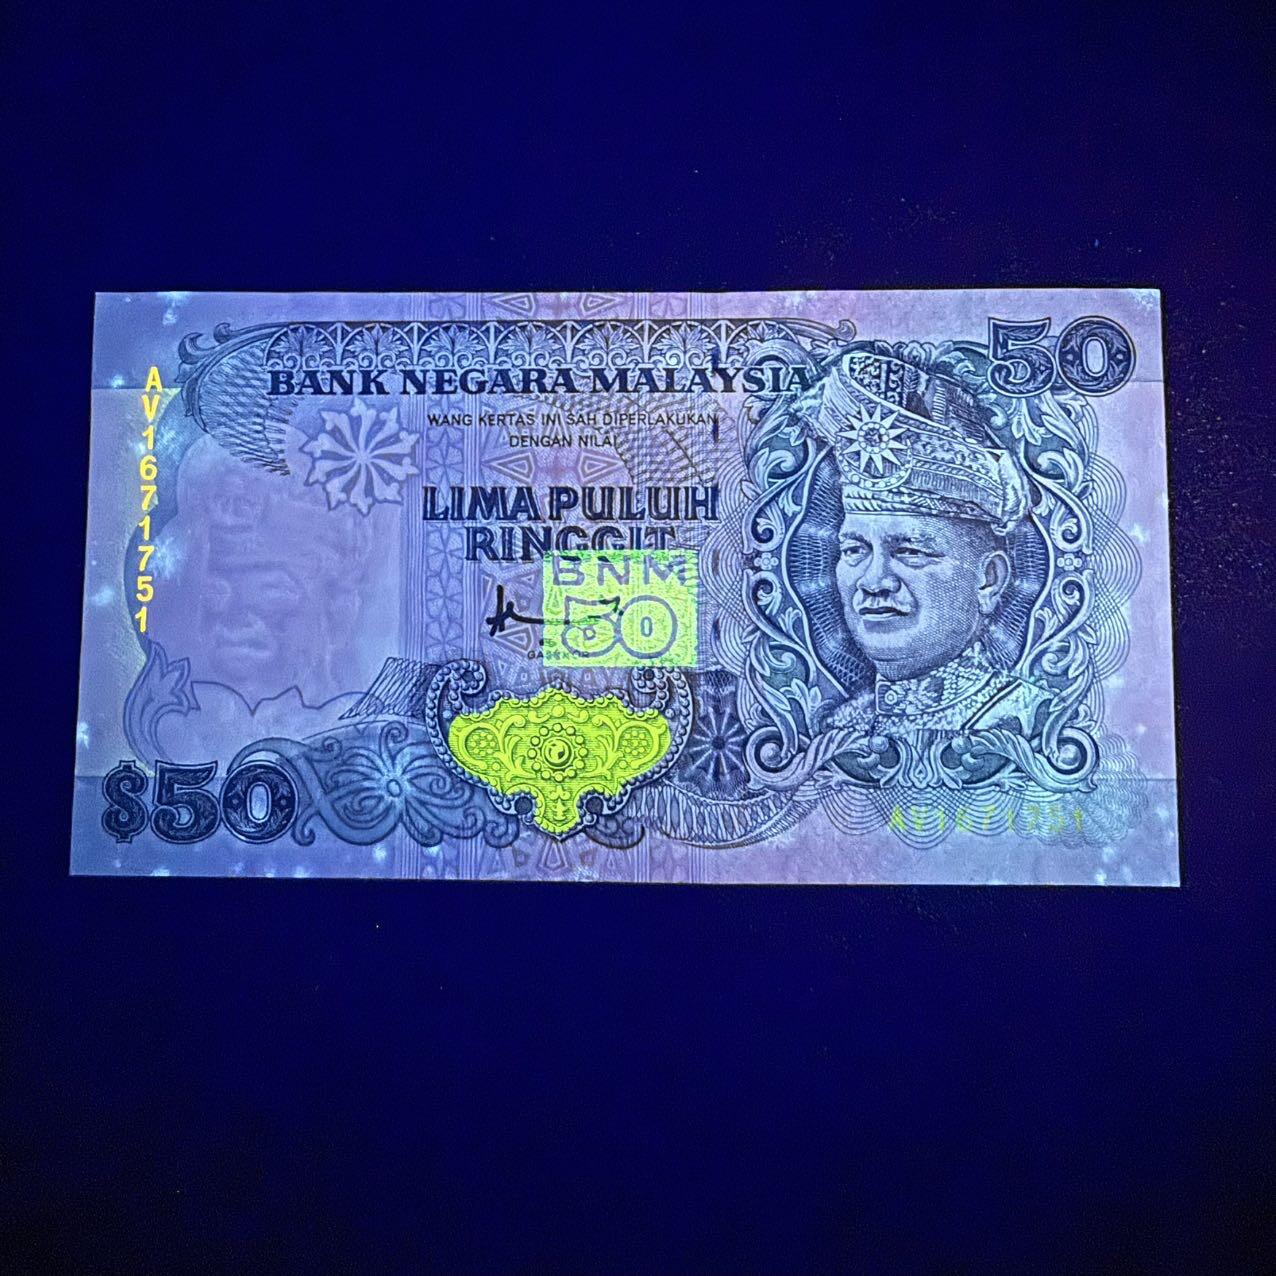 50
BANK NEGARA MALAYSIA
WANG KERTAS INI SAH DIPERLAKUKAN
DENGAN NILAI
LIMA PULUH
RINGGIT
BNM
50
GABENOR
$50
AV1671751
AV1671751